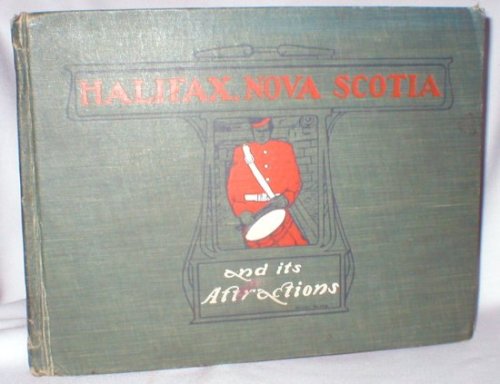 HALIFAX, NOVA SCOTIA
and its
Attractions